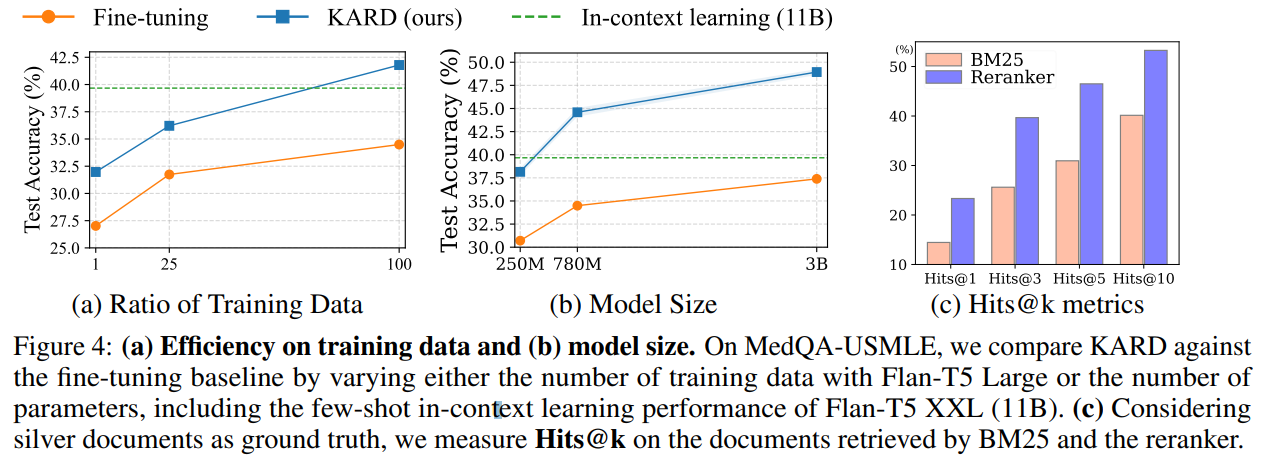 Fine-tuning KARD (ours) In-context learning (11B)
Test Accuracy (%)
42.5
40.0
37.5
35.0
32.5
30.0
27.5
25.0
1 25 100
(a) Ratio of Training Data
Test Accuracy (%)
50.0
47.5
45.0
42.5
40.0
37.5
35.0
32.5
30.0
250M 780M 3B
(b) Model Size
(%)
50
40
30
20
10
BM25
Reranker
Hits@1 Hits@3 Hits@5 Hits@10
(c) Hits@k metrics
Figure 4: (a) Efficiency on training data and (b) model size. On MedQA-USMLE, we compare KARD against
the fine-tuning baseline by varying either the number of training data with Flan-T5 Large or the number of
parameters, including the few-shot in-context learning performance of Flan-T5 XXL (11B). (c) Considering
silver documents as ground truth, we measure Hits@k on the documents retrieved by BM25 and the reranker.